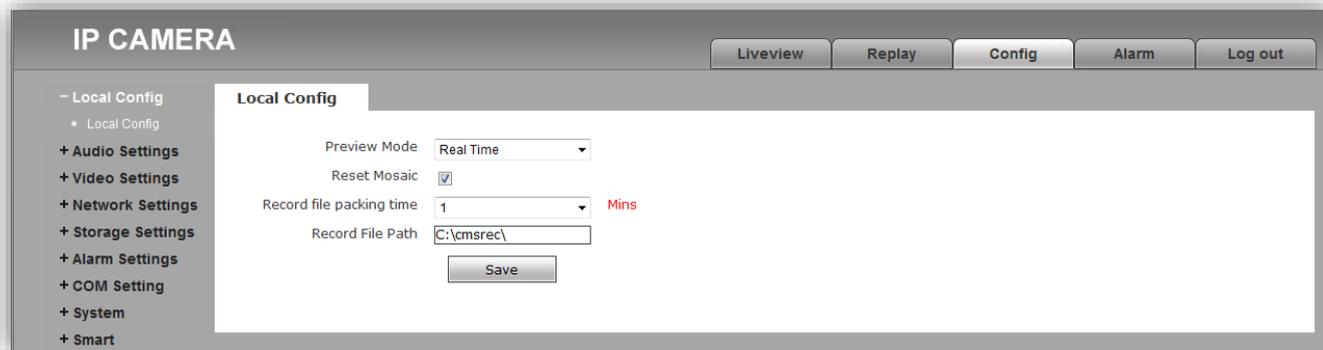 IP CAMERA
Liveview
Replay
Config
Alarm
Log out
− Local Config
• Local Config
+ Audio Settings
+ Video Settings
+ Network Settings
+ Storage Settings
+ Alarm Settings
+ COM Setting
+ System
+ Smart
Local Config
Preview Mode Real Time
Reset Mosaic
Record file packing time 1 Mins
Record File Path C:\cmsrec\
Save